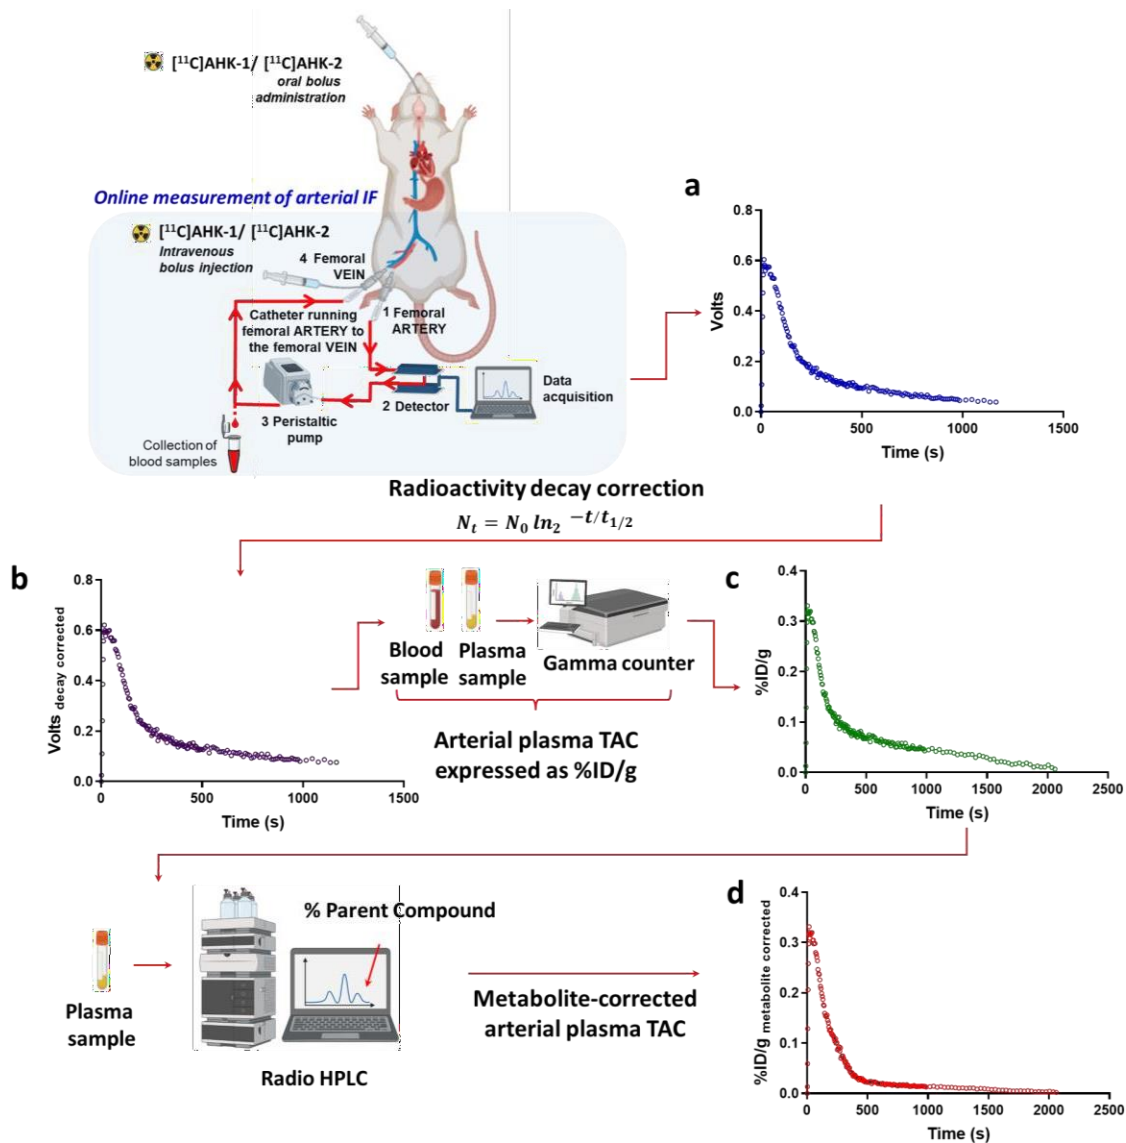 [¹¹C]AHK-1/ [¹¹C]AHK-2
oral bolus
administration
Online measurement of arterial IF
[¹¹C]AHK-1/ [¹¹C]AHK-2
Intravenous
bolus injection
4 Femoral
VEIN
Catheter running
femoral ARTERY to
the femoral VEIN
1 Femoral
ARTERY
2 Detector
Data
acquisition
3 Peristaltic
pump
Collection of
blood samples
a
0.8
0.6
0.4
0.2
0.0
Volts
0
500
1000
1500
Time (s)
Radioactivity decay correction
Nₜ = N₀ ln₂ ^−t/t₁/₂
b
0.8
0.6
0.4
0.2
0.0
Volts decay corrected
0
500
1000
1500
Time (s)
Blood
sample
Plasma
sample
Gamma counter
Arterial plasma TAC
expressed as %ID/g
c
0.4
0.3
0.2
0.1
0.0
%ID/g
0
500
1000
1500
2000
2500
Time (s)
Plasma
sample
% Parent Compound
Radio HPLC
Metabolite-corrected
arterial plasma TAC
d
0.4
0.3
0.2
0.1
0.0
%ID/g metabolite corrected
0
500
1000
1500
2000
2500
Time (s)